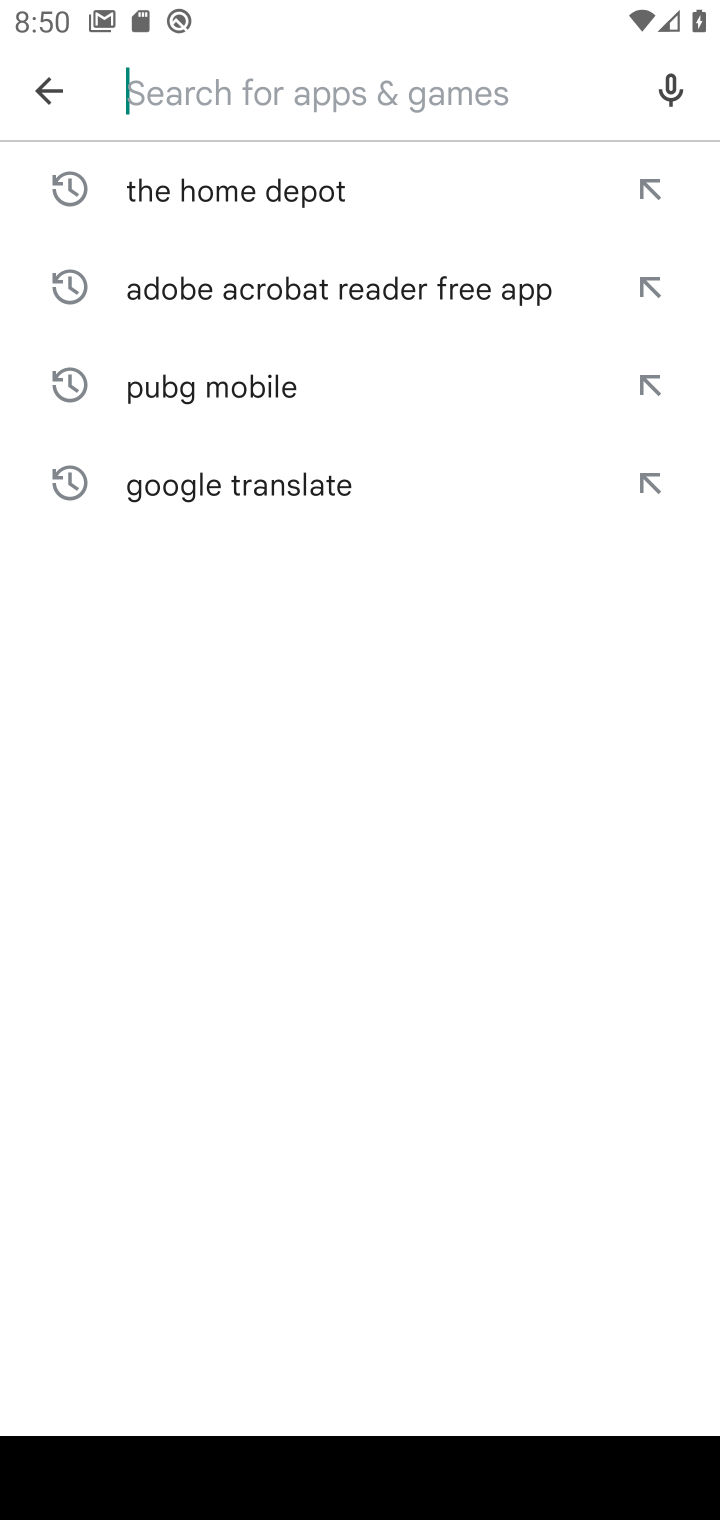 8:50
Search for apps & games
the home depot
adobe acrobat reader free app
pubg mobile
google translate